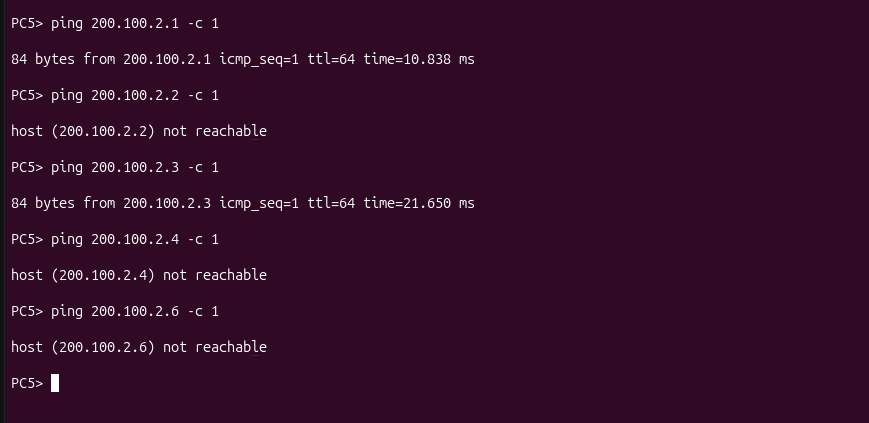 PC5> ping 200.100.2.1 -c 1
84 bytes from 200.100.2.1 icmp_seq=1 ttl=64 time=10.838 ms
PC5> ping 200.100.2.2 -c 1
host (200.100.2.2) not reachable
PC5> ping 200.100.2.3 -c 1
84 bytes from 200.100.2.3 icmp_seq=1 ttl=64 time=21.650 ms
PC5> ping 200.100.2.4 -c 1
host (200.100.2.4) not reachable
PC5> ping 200.100.2.6 -c 1
host (200.100.2.6) not reachable
PC5>